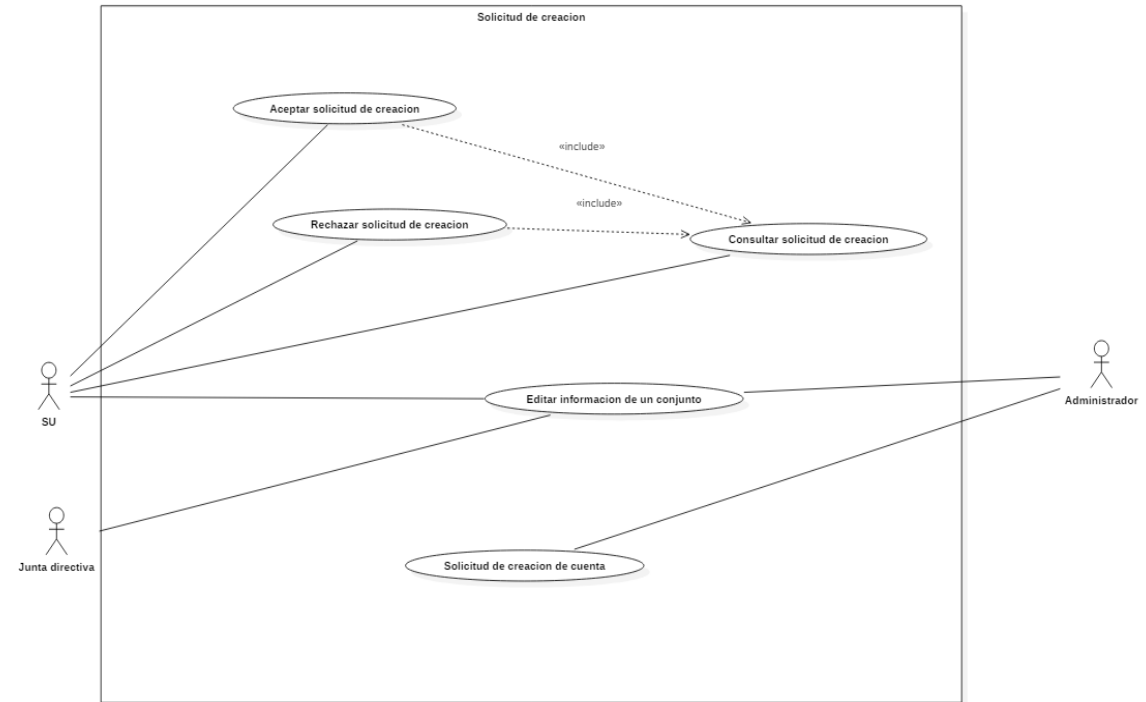 Solicitud de creacion
Aceptar solicitud de creacion
«include»
«include»
Rechazar solicitud de creacion
Consultar solicitud de creacion
SU
Editar informacion de un conjunto
Administrador
Junta directiva
Solicitud de creacion de cuenta